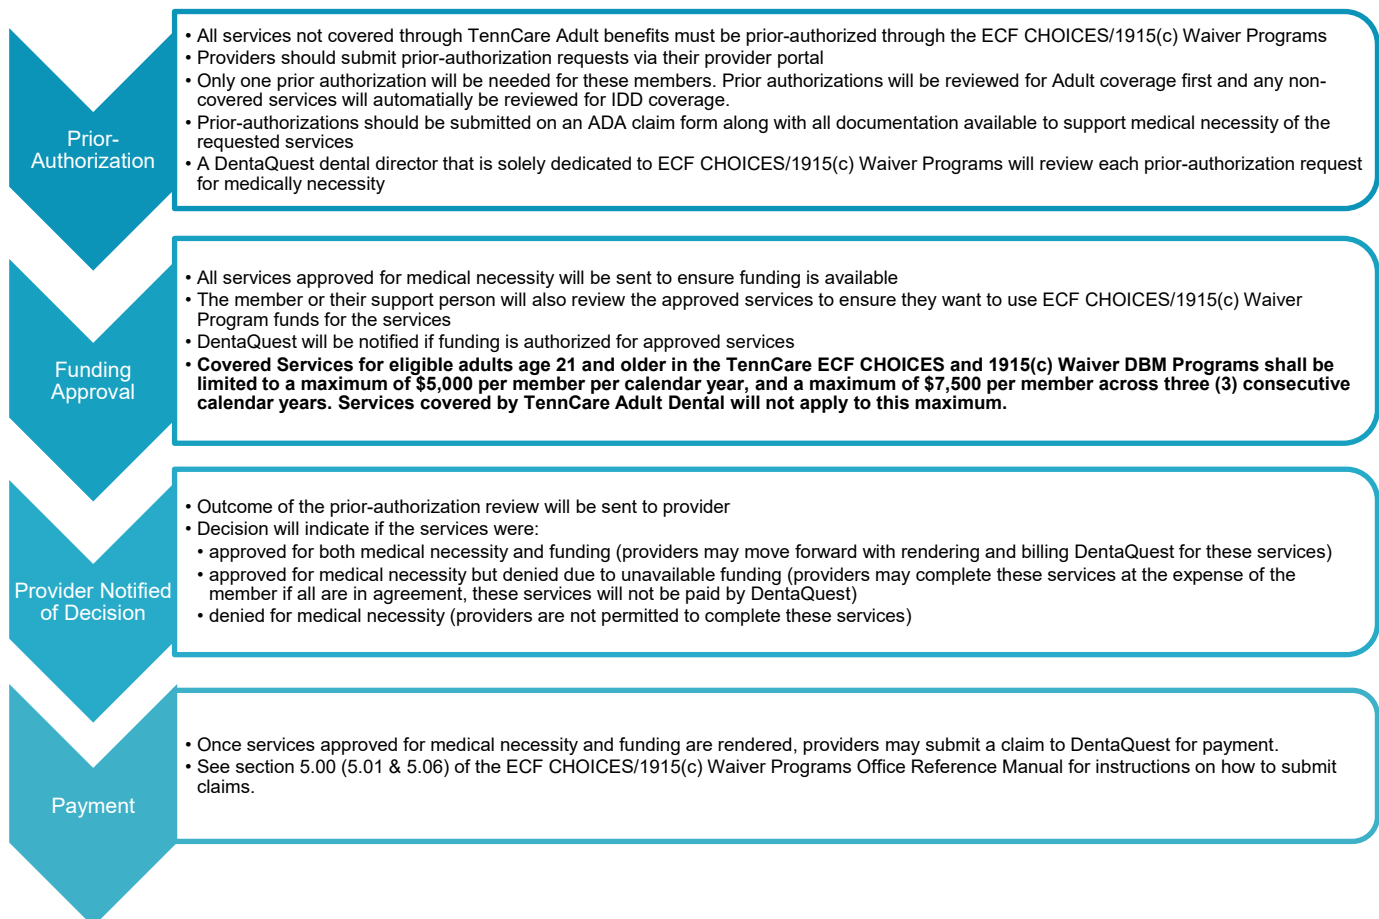 Prior-
Authorization
• All services not covered through TennCare Adult benefits must be prior-authorized through the ECF CHOICES/1915(c) Waiver Programs
• Providers should submit prior-authorization requests via their provider portal
• Only one prior authorization will be needed for these members. Prior authorizations will be reviewed for Adult coverage first and any non-
covered services will automatially be reviewed for IDD coverage.
• Prior-authorizations should be submitted on an ADA claim form along with all documentation available to support medical necessity of the
requested services
• A DentaQuest dental director that is solely dedicated to ECF CHOICES/1915(c) Waiver Programs will review each prior-authorization request
for medically necessity
Funding
Approval
• All services approved for medical necessity will be sent to ensure funding is available
• The member or their support person will also review the approved services to ensure they want to use ECF CHOICES/1915(c) Waiver
Program funds for the services
• DentaQuest will be notified if funding is authorized for approved services
• Covered Services for eligible adults age 21 and older in the TennCare ECF CHOICES and 1915(c) Waiver DBM Programs shall be
limited to a maximum of $5,000 per member per calendar year, and a maximum of $7,500 per member across three (3) consecutive
calendar years. Services covered by TennCare Adult Dental will not apply to this maximum.
Provider Notified
of Decision
• Outcome of the prior-authorization review will be sent to provider
• Decision will indicate if the services were:
• approved for both medical necessity and funding (providers may move forward with rendering and billing DentaQuest for these services)
• approved for medical necessity but denied due to unavailable funding (providers may complete these services at the expense of the
member if all are in agreement, these services will not be paid by DentaQuest)
• denied for medical necessity (providers are not permitted to complete these services)
Payment
• Once services approved for medical necessity and funding are rendered, providers may submit a claim to DentaQuest for payment.
• See section 5.00 (5.01 & 5.06) of the ECF CHOICES/1915(c) Waiver Programs Office Reference Manual for instructions on how to submit
claims.